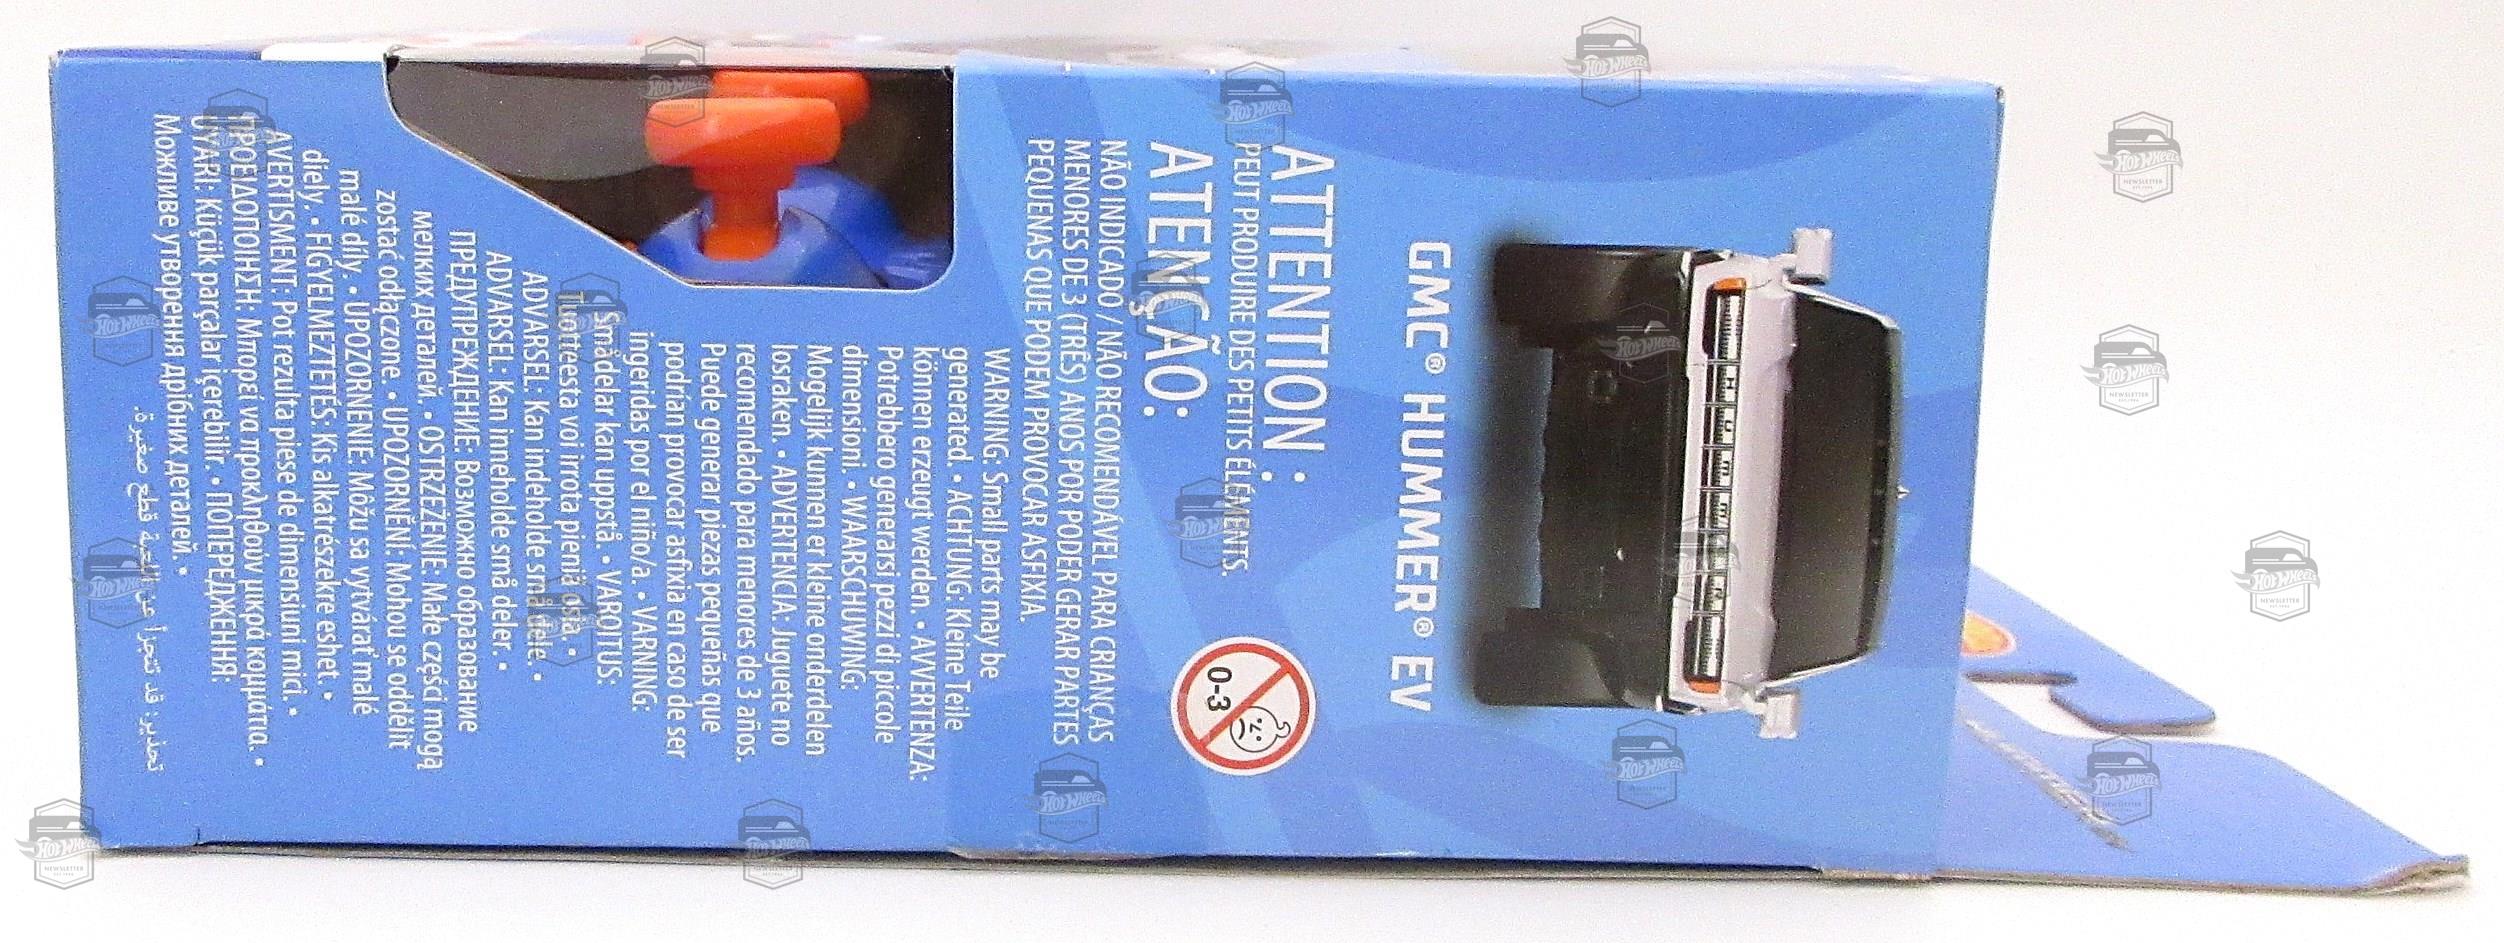 HUMMER
GMC® HUMMER® EV
ATTENTION :
PEUT PRODUIRE DES PETITS ÉLÉMENTS.
ATENÇÃO:
NÃO INDICADO / NÃO RECOMENDÁVEL PARA CRIANÇAS
MENORES DE 3 (TRÊS) ANOS POR PODER GERAR PARTES
PEQUENAS QUE PODEM PROVOCAR ASFIXIA.
0-3
WARNING: Small parts may be
generated. • ACHTUNG: Kleine Teile
können erzeugt werden. • AVVERTENZA:
Potrebbero generarsi pezzi di piccole
dimensioni. • WAARSCHUWING:
Mogelijk kunnen er kleine onderdelen
losraken. • ADVERTENCIA: Juguete no
recomendado para menores de 3 años.
Puede generar piezas pequeñas que
podrían provocar asfixia en caso de ser
ingeridas por el niño/a. • VARNING:
Smådelar kan uppstå. • VAROITUS:
Tuotteesta voi irrota pieniä osia. •
ADVARSEL: Kan indeholde små dele. •
ADVARSEL: Kan inneholde små deler. •
ПРЕДУПРЕЖДЕНИЕ: Возможно образование
мелких деталей. • OSTRZEŻENIE: Małe części mogą
zostać odłączone. • UPOZORNĚNÍ: Mohou se oddělit
malé díly. • UPOZORNENIE: Môžu sa vytvárať malé
diely. • FIGYELMEZTETÉS: Kis alkatrészekre eshet. •
AVERTISMENT: Pot rezulta piese de dimensiuni mici. •
ΠΡΟΕΙΔΟΠΟΙΗΣΗ: Μπορεί να προκληθούν μικρά κομμάτια. •
UYARI: Küçük parçalar içerebilir. • ПОПЕРЕДЖЕННЯ:
Можливе утворення дрібних деталей. •
تحذير: قد تتجزأ عن اللعبة قطع صغيرة.
HOT WHEELS
NEWSLETTER